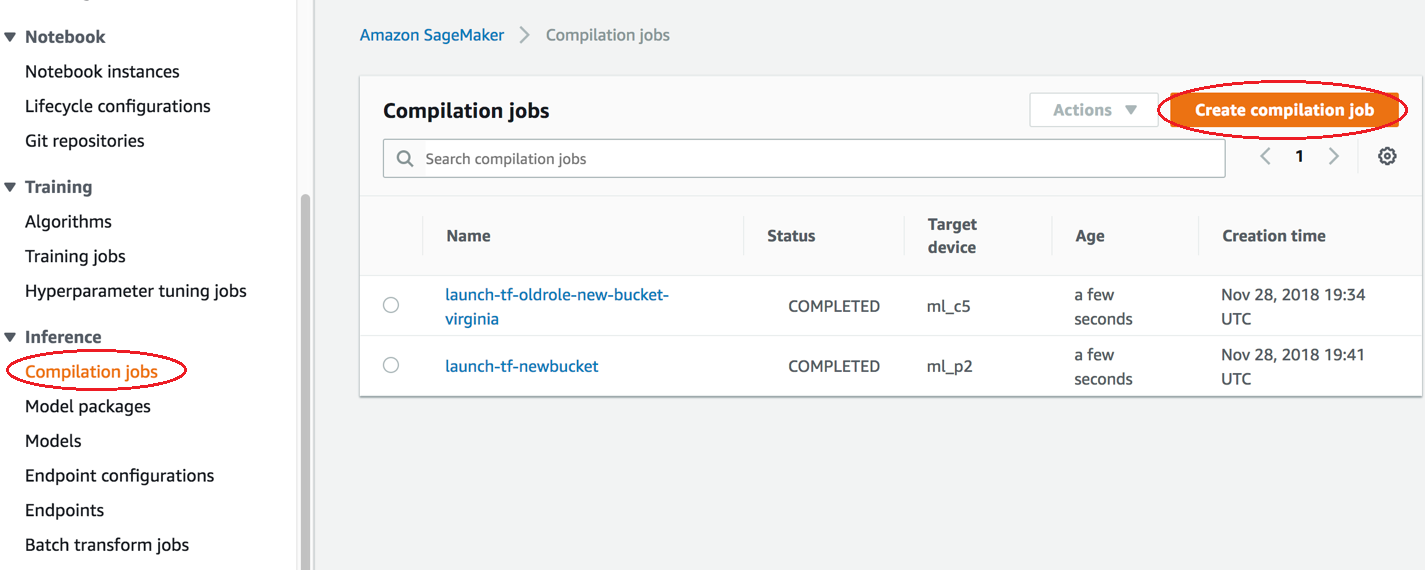 Notebook
Notebook instances
Lifecycle configurations
Git repositories
Training
Algorithms
Training jobs
Hyperparameter tuning jobs
Inference
Compilation jobs
Model packages
Models
Endpoint configurations
Endpoints
Batch transform jobs
Amazon SageMaker > Compilation jobs
Compilation jobs
Actions
Create compilation job
Search compilation jobs
1
Name Status Target device Age Creation time
launch-tf-oldrole-new-bucket-virginia COMPLETED ml_c5 a few seconds Nov 28, 2018 19:34 UTC
launch-tf-newbucket COMPLETED ml_p2 a few seconds Nov 28, 2018 19:41 UTC